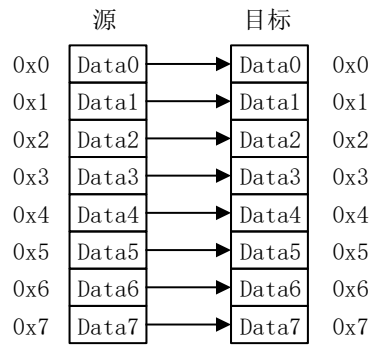 源 目标
0x0 Data0 Data0 0x0
0x1 Data1 Data1 0x1
0x2 Data2 Data2 0x2
0x3 Data3 Data3 0x3
0x4 Data4 Data4 0x4
0x5 Data5 Data5 0x5
0x6 Data6 Data6 0x6
0x7 Data7 Data7 0x7